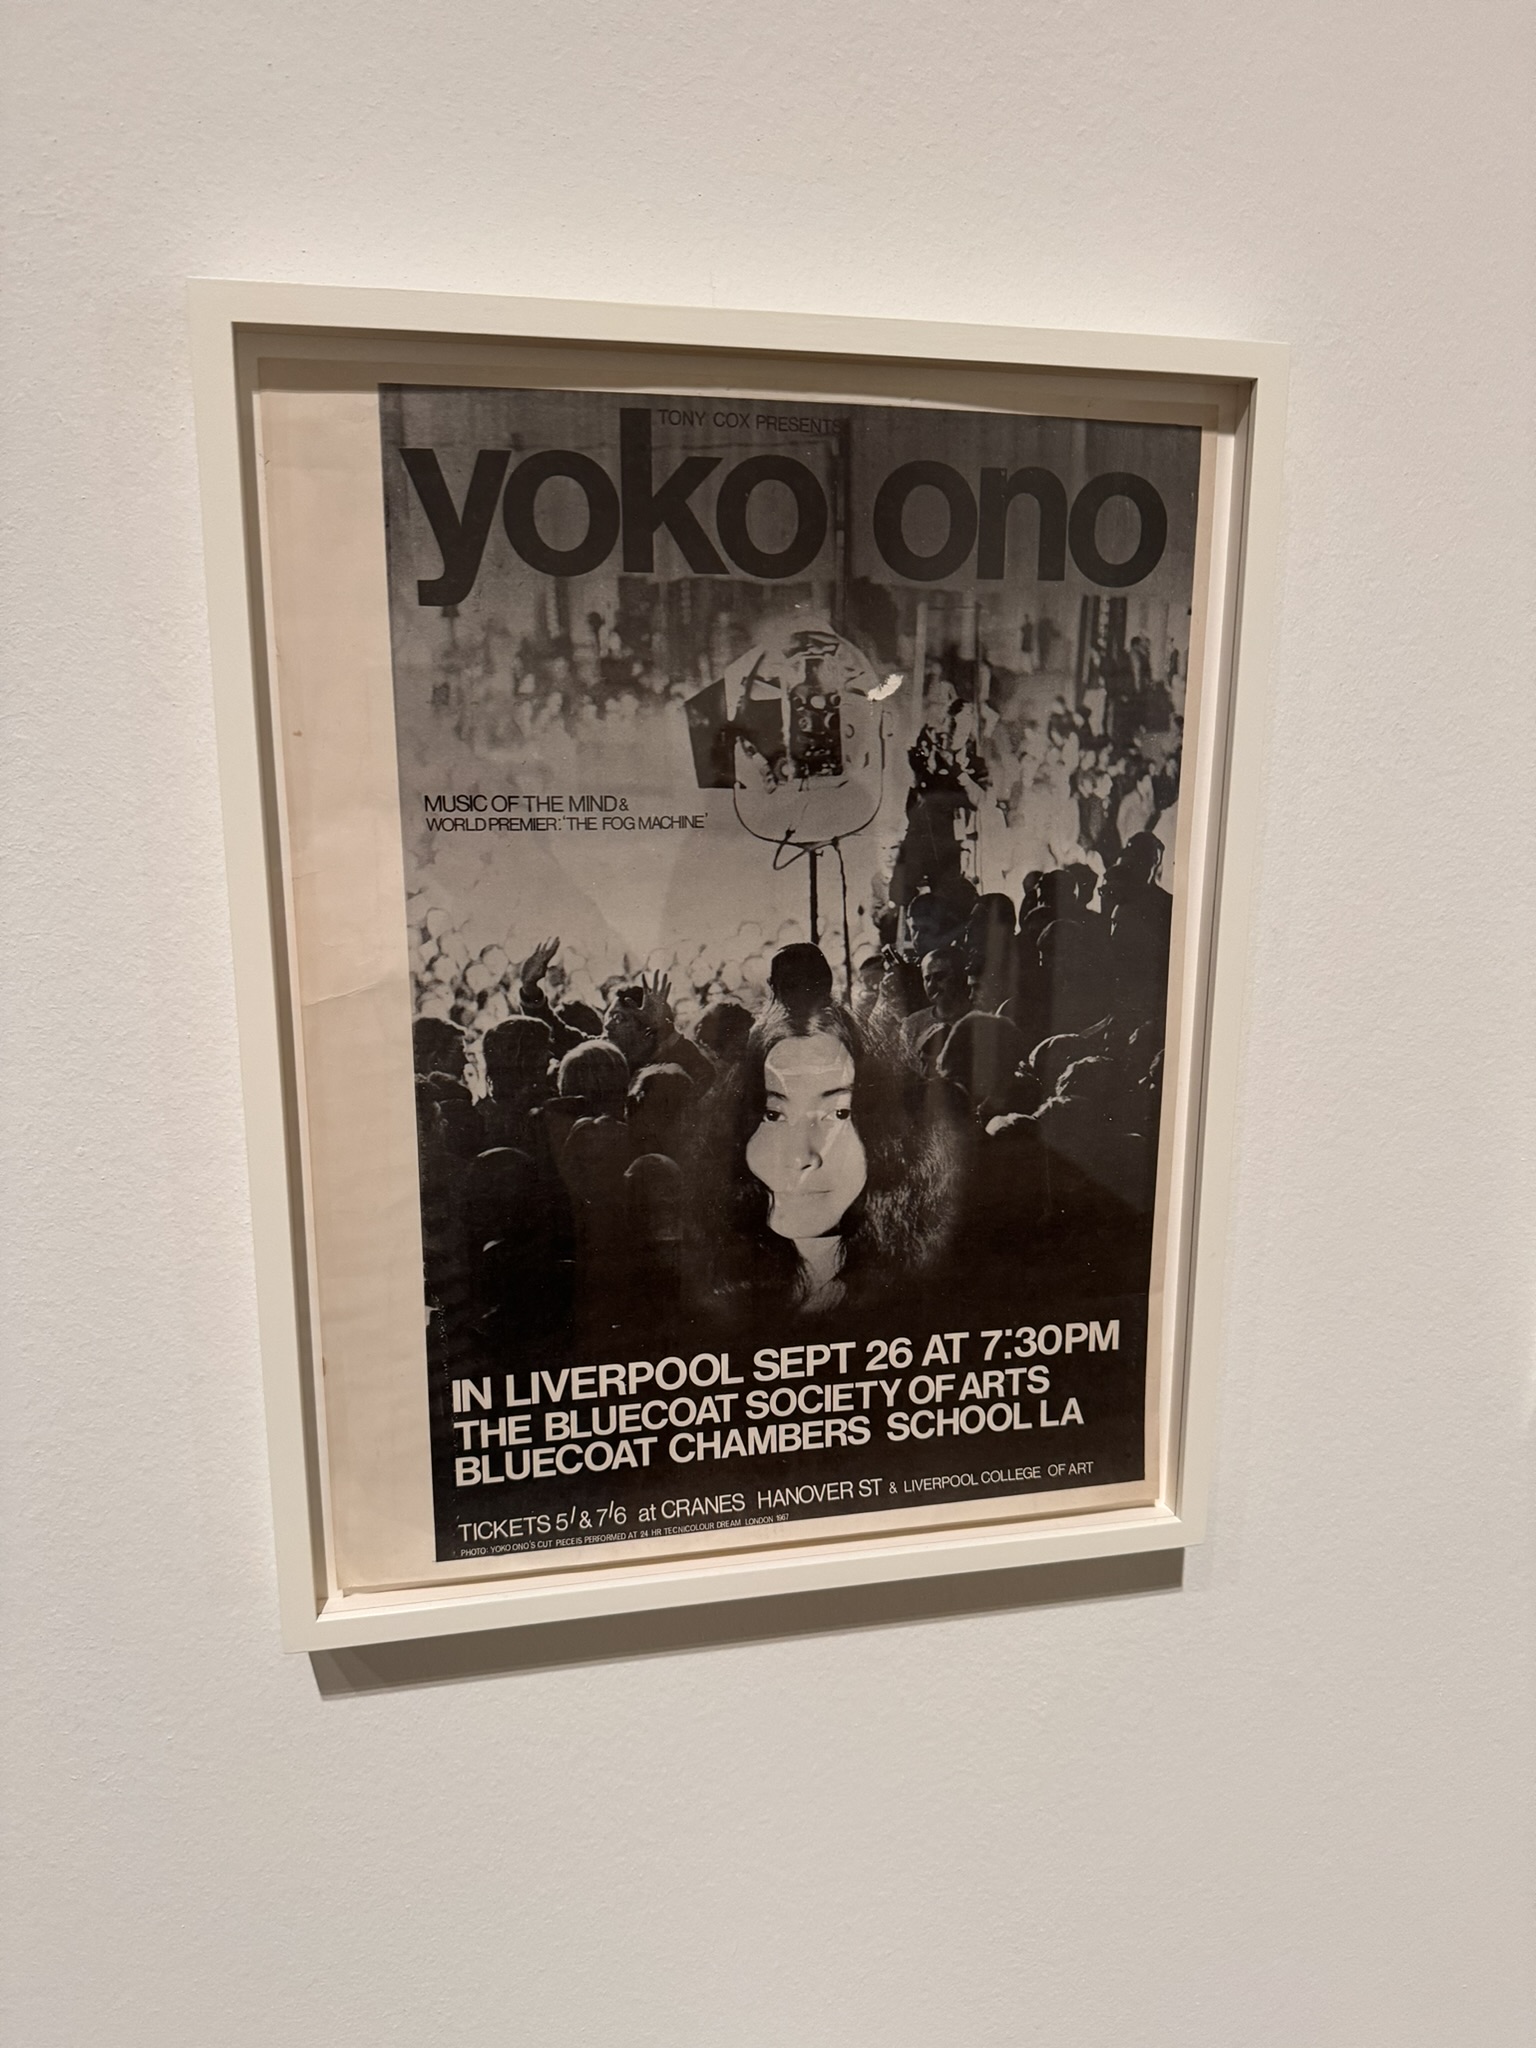 TONY COX PRESENTS
yoko ono
MUSIC OF THE MIND &
WORLD PREMIER: 'THE FOG MACHINE'
IN LIVERPOOL SEPT 26 AT 7:30PM
THE BLUECOAT SOCIETY OF ARTS
BLUECOAT CHAMBERS SCHOOL LA
TICKETS 5/ & 7/6 at CRANES HANOVER ST & LIVERPOOL COLLEGE OF ART
PHOTO: YOKO ONO'S CUT PIECE IS PERFORMED AT 24 HR TECNICOLOUR DREAM LONDON 1967